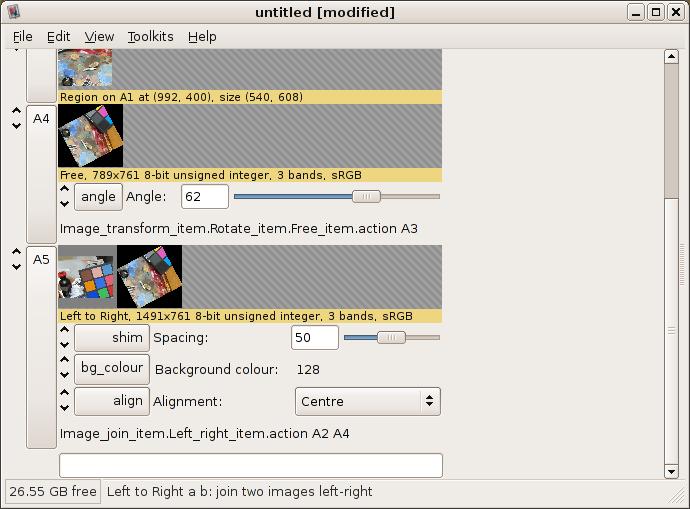 untitled [modified]
File Edit View Toolkits Help
Region on A1 at (992, 400), size (540, 608)
A4
Free, 789x761 8-bit unsigned integer, 3 bands, sRGB
angle Angle: 62
Image_transform_item.Rotate_item.Free_item.action A3
A5
Left to Right, 1491x761 8-bit unsigned integer, 3 bands, sRGB
shim Spacing: 50
bg_colour Background colour: 128
align Alignment: Centre
Image_join_item.Left_right_item.action A2 A4
26.55 GB free Left to Right a b: join two images left-right